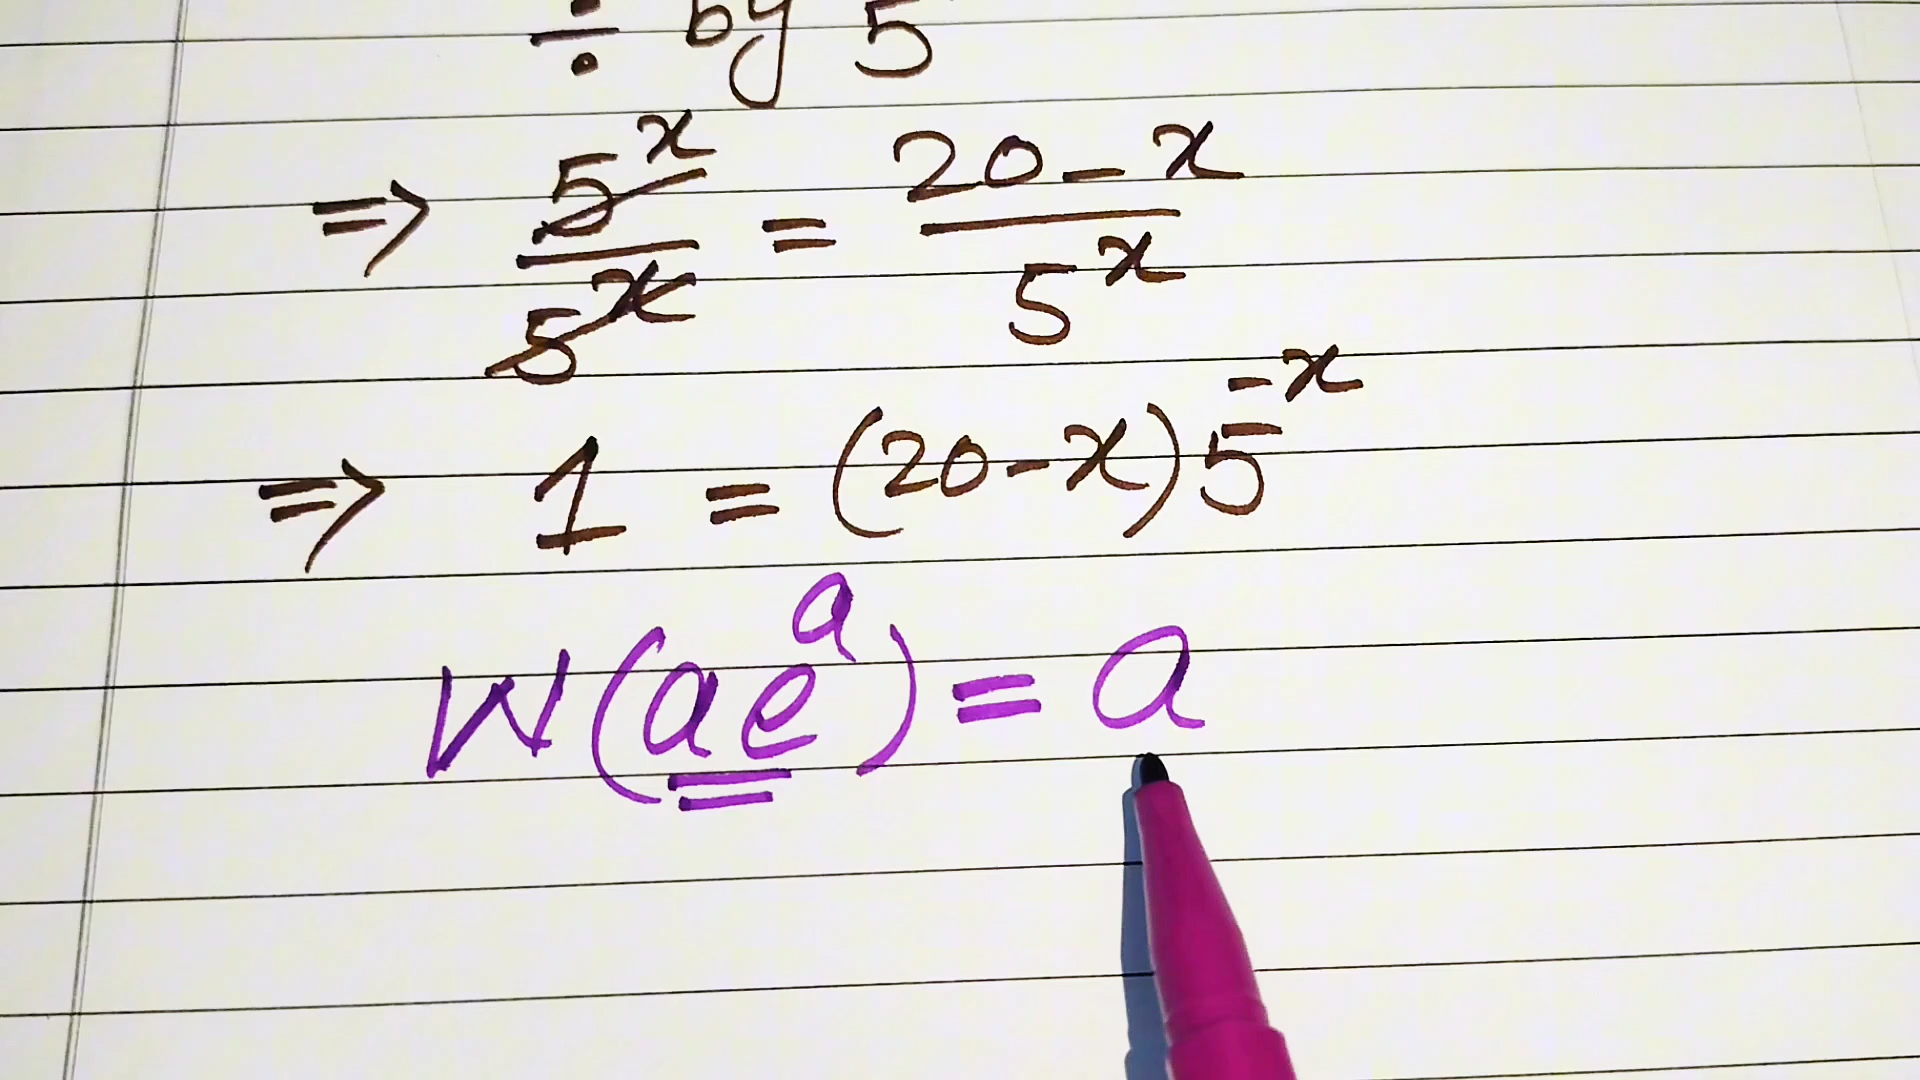 ÷ by 5
⇒ 5^x / 5^x = 20 - x / 5^x
⇒ 1 = (20-x) 5^-x
W(ae^a) = a